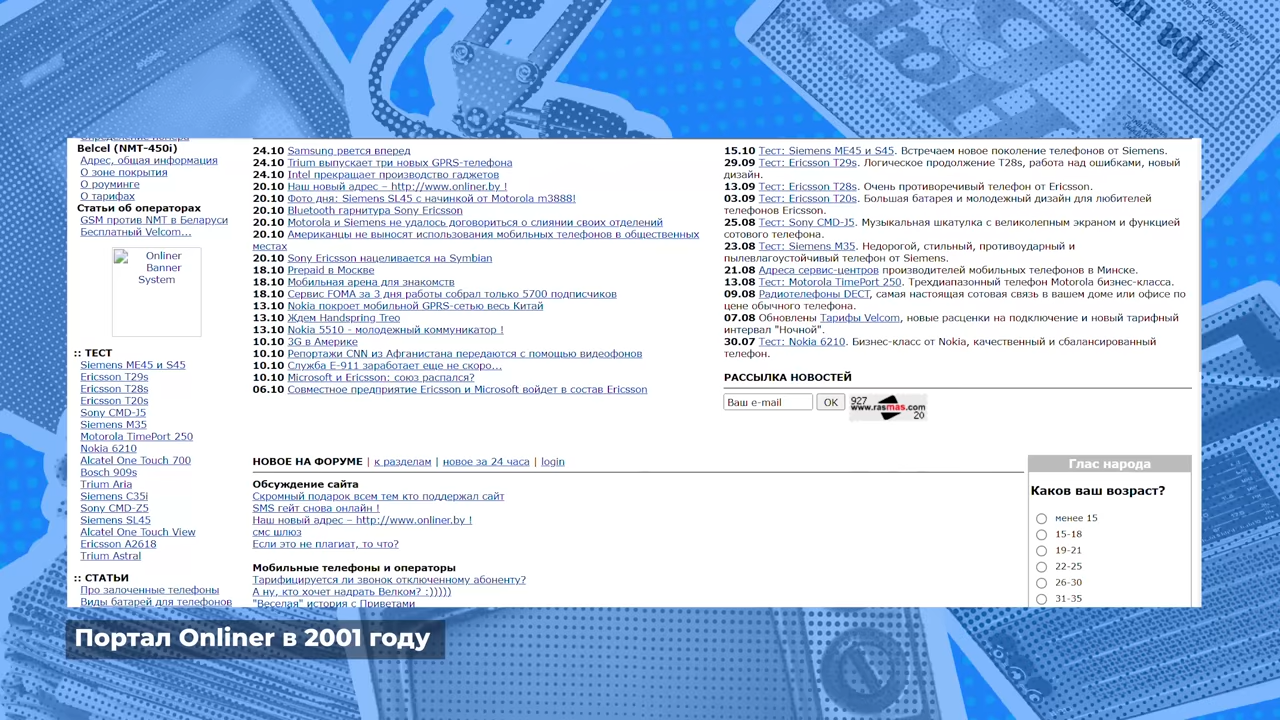 Belcel (NMT-450i)
Адрес, общая информация
О зоне покрытия
О роуминге
О тарифах
Статьи об операторах
GSM против NMT в Беларуси
Бесплатный Velcom...
Onliner
Banner
System
:: ТЕСТ
Siemens ME45 и S45
Ericsson T29s
Ericsson T28s
Ericsson T20s
Sony CMD-J5
Siemens M35
Motorola TimePort 250
Nokia 6210
Alcatel One Touch 700
Bosch 909s
Trium Aria
Siemens C35i
Sony CMD-Z5
Siemens SL45
Alcatel One Touch View
Ericsson A2618
Trium Astral
:: СТАТЬИ
Про залоченные телефоны
Виды батарей для телефонов
24.10 Samsung рвется вперед
24.10 Trium выпускает три новых GPRS-телефона
24.10 Intel прекращает производство гаджетов
20.10 Наш новый адрес – http://www.onliner.by !
20.10 Фото дня: Siemens SL45 с начинкой от Motorola m3888!
20.10 Bluetooth гарнитура Sony Ericsson
20.10 Motorola и Siemens не удалось договориться о слиянии своих отделений
20.10 Американцы не выносят использования мобильных телефонов в общественных
местах
20.10 Sony Ericsson нацеливается на Symbian
18.10 Prepaid в Москве
18.10 Мобильная арена для знакомств
18.10 Сервис FOMA за 3 дня работы собрал только 5700 подписчиков
13.10 Nokia покроет мобильной GPRS-сетью весь Китай
13.10 Ждем Handspring Treo
13.10 Nokia 5510 - молодежный коммуникатор !
10.10 3G в Америке
10.10 Репортажи CNN из Афганистана передаются с помощью видеофонов
10.10 Служба E-911 заработает еще не скоро...
10.10 Microsoft и Ericsson: союз распался?
06.10 Совместное предприятие Ericsson и Microsoft войдет в состав Ericsson
15.10 Тест: Siemens ME45 и S45. Встречаем новое поколение телефонов от Siemens.
29.09 Тест: Ericsson T29s. Логическое продолжение T28s, работа над ошибками, новый
дизайн.
13.09 Тест: Ericsson T28s. Очень противоречивый телефон от Ericsson.
03.09 Тест: Ericsson T20s. Большая батарея и молодежный дизайн для любителей
телефонов Ericsson.
25.08 Тест: Sony CMD-J5. Музыкальная шкатулка с великолепным экраном и функцией
сотового телефона.
23.08 Тест: Siemens M35. Недорогой, стильный, противоударный и
пылевлагоустойчивый телефон от Siemens.
21.08 Адреса сервис-центров производителей мобильных телефонов в Минске.
13.08 Тест: Motorola TimePort 250. Трехдиапазонный телефон Motorola бизнес-класса.
09.08 Радиотелефоны DECT, самая настоящая сотовая связь в вашем доме или офисе по
цене обычного телефона.
07.08 Обновлены Тарифы Velcom, новые расценки на подключение и новый тарифный
интервал "Ночной".
30.07 Тест: Nokia 6210. Бизнес-класс от Nokia, качественный и сбалансированный
телефон.
РАССЫЛКА НОВОСТЕЙ
Ваш e-mail OK 927
www.rasmas.com
20
НОВОЕ НА ФОРУМЕ | к разделам | новое за 24 часа | login
Обсуждение сайта
Скромный подарок всем тем кто поддержал сайт
SMS гейт снова онлайн !
Наш новый адрес – http://www.onliner.by !
смс шлюз
Если это не плагиат, то что?
Мобильные телефоны и операторы
Тарифицируется ли звонок отключенному абоненту?
А ну, кто хочет надрать Велком? :)))))
"Веселая" история с Приветами
Глас народа
Каков ваш возраст?
менее 15
15-18
19-21
22-25
26-30
31-35
Портал Onliner в 2001 году